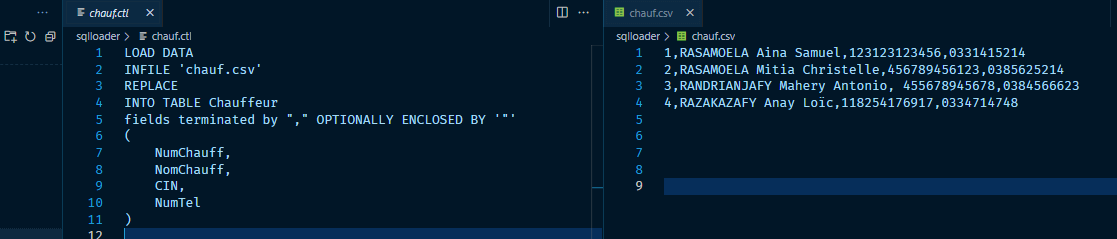 chauf.ctl
sqlloader > chauf.ctl
1 LOAD DATA
2 INFILE 'chauf.csv'
3 REPLACE
4 INTO TABLE Chauffeur
5 fields terminated by "," OPTIONALLY ENCLOSED BY '"'
6 (
7 NumChauff,
8 NomChauff,
9 CIN,
10 NumTel
11 )
12
chauf.csv
sqlloader > chauf.csv
1 1,RASAMOELA Aina Samuel,123123123456,0331415214
2 2,RASAMOELA Mitia Christelle,456789456123,0385625214
3 3,RANDRIANJAFY Mahery Antonio, 455678945678,0384566623
4 4,RAZAKAZAFY Anay Loïc,118254176917,0334714748
5
6
7
8
9